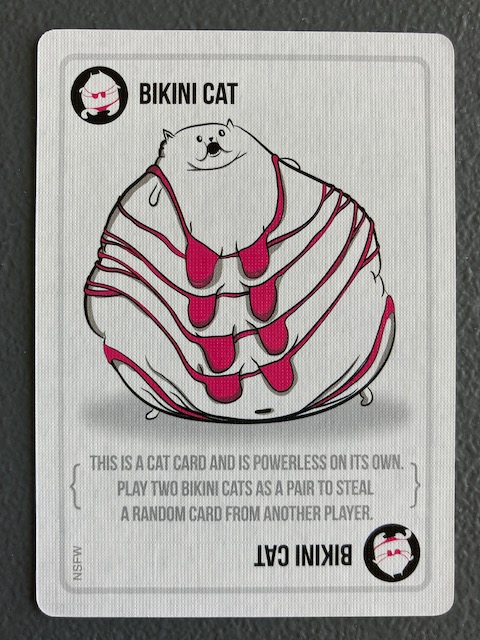 BIKINI CAT
THIS IS A CAT CARD AND IS POWERLESS ON ITS OWN.
PLAY TWO BIKINI CATS AS A PAIR TO STEAL
A RANDOM CARD FROM ANOTHER PLAYER.
NSFW
BIKINI CAT